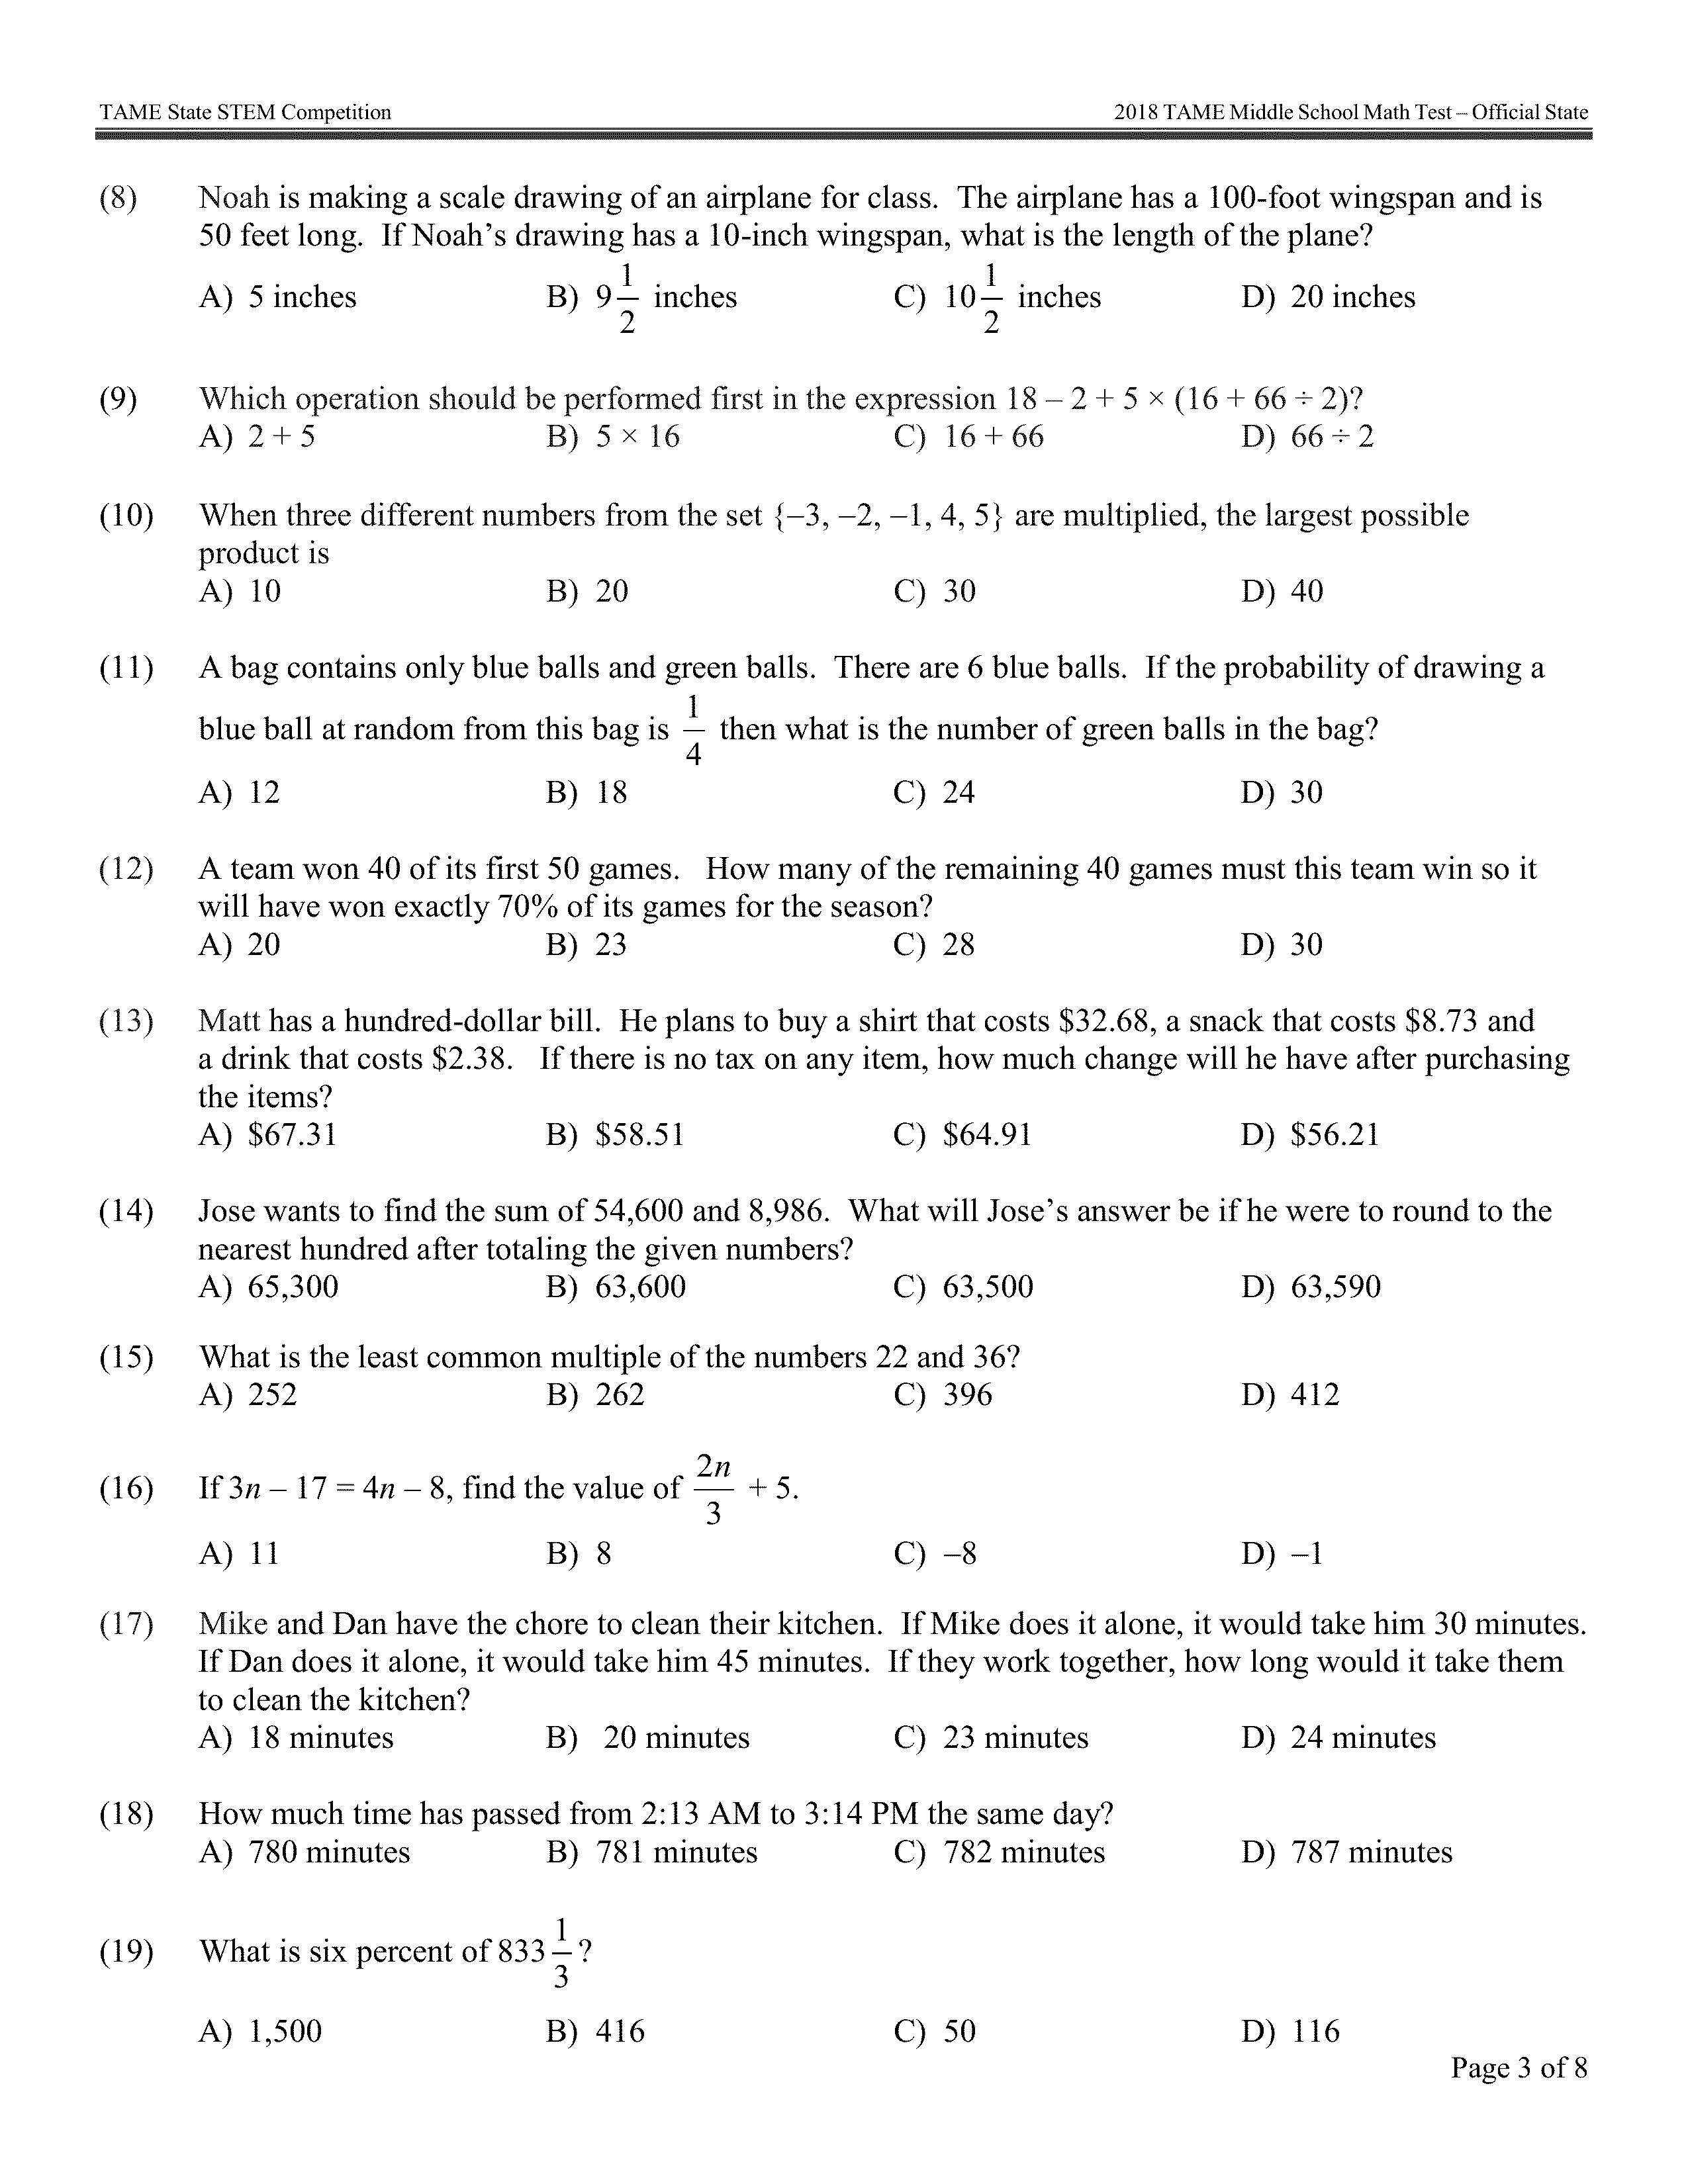 TAME State STEM Competition 2018 TAME Middle School Math Test – Official State
(8) Noah is making a scale drawing of an airplane for class. The airplane has a 100-foot wingspan and is
50 feet long. If Noah's drawing has a 10-inch wingspan, what is the length of the plane?
A) 5 inches B) 9 1/2 inches C) 10 1/2 inches D) 20 inches
(9) Which operation should be performed first in the expression 18 – 2 + 5 × (16 + 66 ÷ 2)?
A) 2 + 5 B) 5 × 16 C) 16 + 66 D) 66 ÷ 2
(10) When three different numbers from the set {–3, –2, –1, 4, 5} are multiplied, the largest possible
product is
A) 10 B) 20 C) 30 D) 40
(11) A bag contains only blue balls and green balls. There are 6 blue balls. If the probability of drawing a
blue ball at random from this bag is 1/4 then what is the number of green balls in the bag?
A) 12 B) 18 C) 24 D) 30
(12) A team won 40 of its first 50 games. How many of the remaining 40 games must this team win so it
will have won exactly 70% of its games for the season?
A) 20 B) 23 C) 28 D) 30
(13) Matt has a hundred-dollar bill. He plans to buy a shirt that costs $32.68, a snack that costs $8.73 and
a drink that costs $2.38. If there is no tax on any item, how much change will he have after purchasing
the items?
A) $67.31 B) $58.51 C) $64.91 D) $56.21
(14) Jose wants to find the sum of 54,600 and 8,986. What will Jose's answer be if he were to round to the
nearest hundred after totaling the given numbers?
A) 65,300 B) 63,600 C) 63,500 D) 63,590
(15) What is the least common multiple of the numbers 22 and 36?
A) 252 B) 262 C) 396 D) 412
(16) If 3n – 17 = 4n – 8, find the value of 2n/3 + 5.
A) 11 B) 8 C) –8 D) –1
(17) Mike and Dan have the chore to clean their kitchen. If Mike does it alone, it would take him 30 minutes.
If Dan does it alone, it would take him 45 minutes. If they work together, how long would it take them
to clean the kitchen?
A) 18 minutes B) 20 minutes C) 23 minutes D) 24 minutes
(18) How much time has passed from 2:13 AM to 3:14 PM the same day?
A) 780 minutes B) 781 minutes C) 782 minutes D) 787 minutes
(19) What is six percent of 833 1/3?
A) 1,500 B) 416 C) 50 D) 116
Page 3 of 8